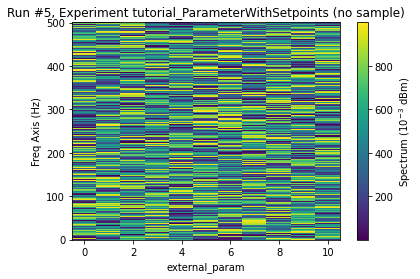 Run #5, Experiment tutorial_ParameterWithSetpoints (no sample)
500
400
300
200
100
0
Freq Axis (Hz)
0 2 4 6 8 10
external_param
800
600
400
200
Spectrum (10⁻³ dBm)